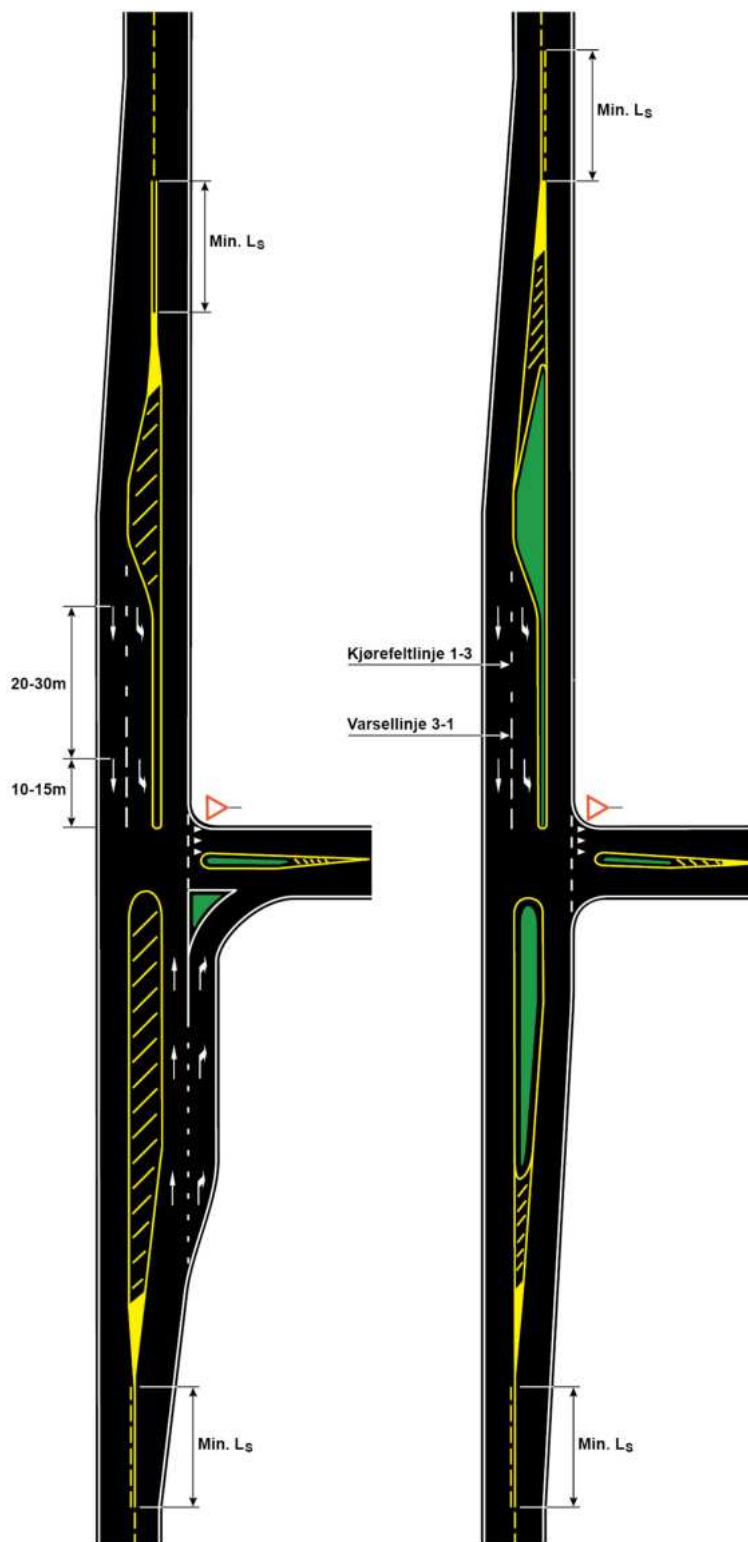 Min. LS
Min. LS
20-30m
10-15m
Kjørefeltlinje 1-3
Varsellinje 3-1
Min. LS
Min. LS